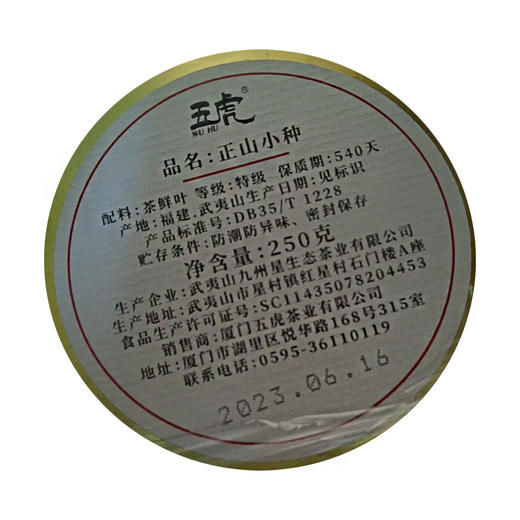 五虎
WU HU
品名:正山小种
配料:茶鲜叶 等级:特级 保质期:540天
产地:福建.武夷山生产日期:见标识
产品标准号:DB35/T 1228
贮存条件:防潮防异味、密封保存
净含量:250克
生产企业:武夷山九州星生态茶业有限公司
生产地址:武夷山市星村镇红星村石门楼A座
食品生产许可证号:SC11435078204453
销售商:厦门五虎茶业有限公司
地址:厦门市湖里区悦华路168号315室
联系电话:0595-36110119
2023.06.16